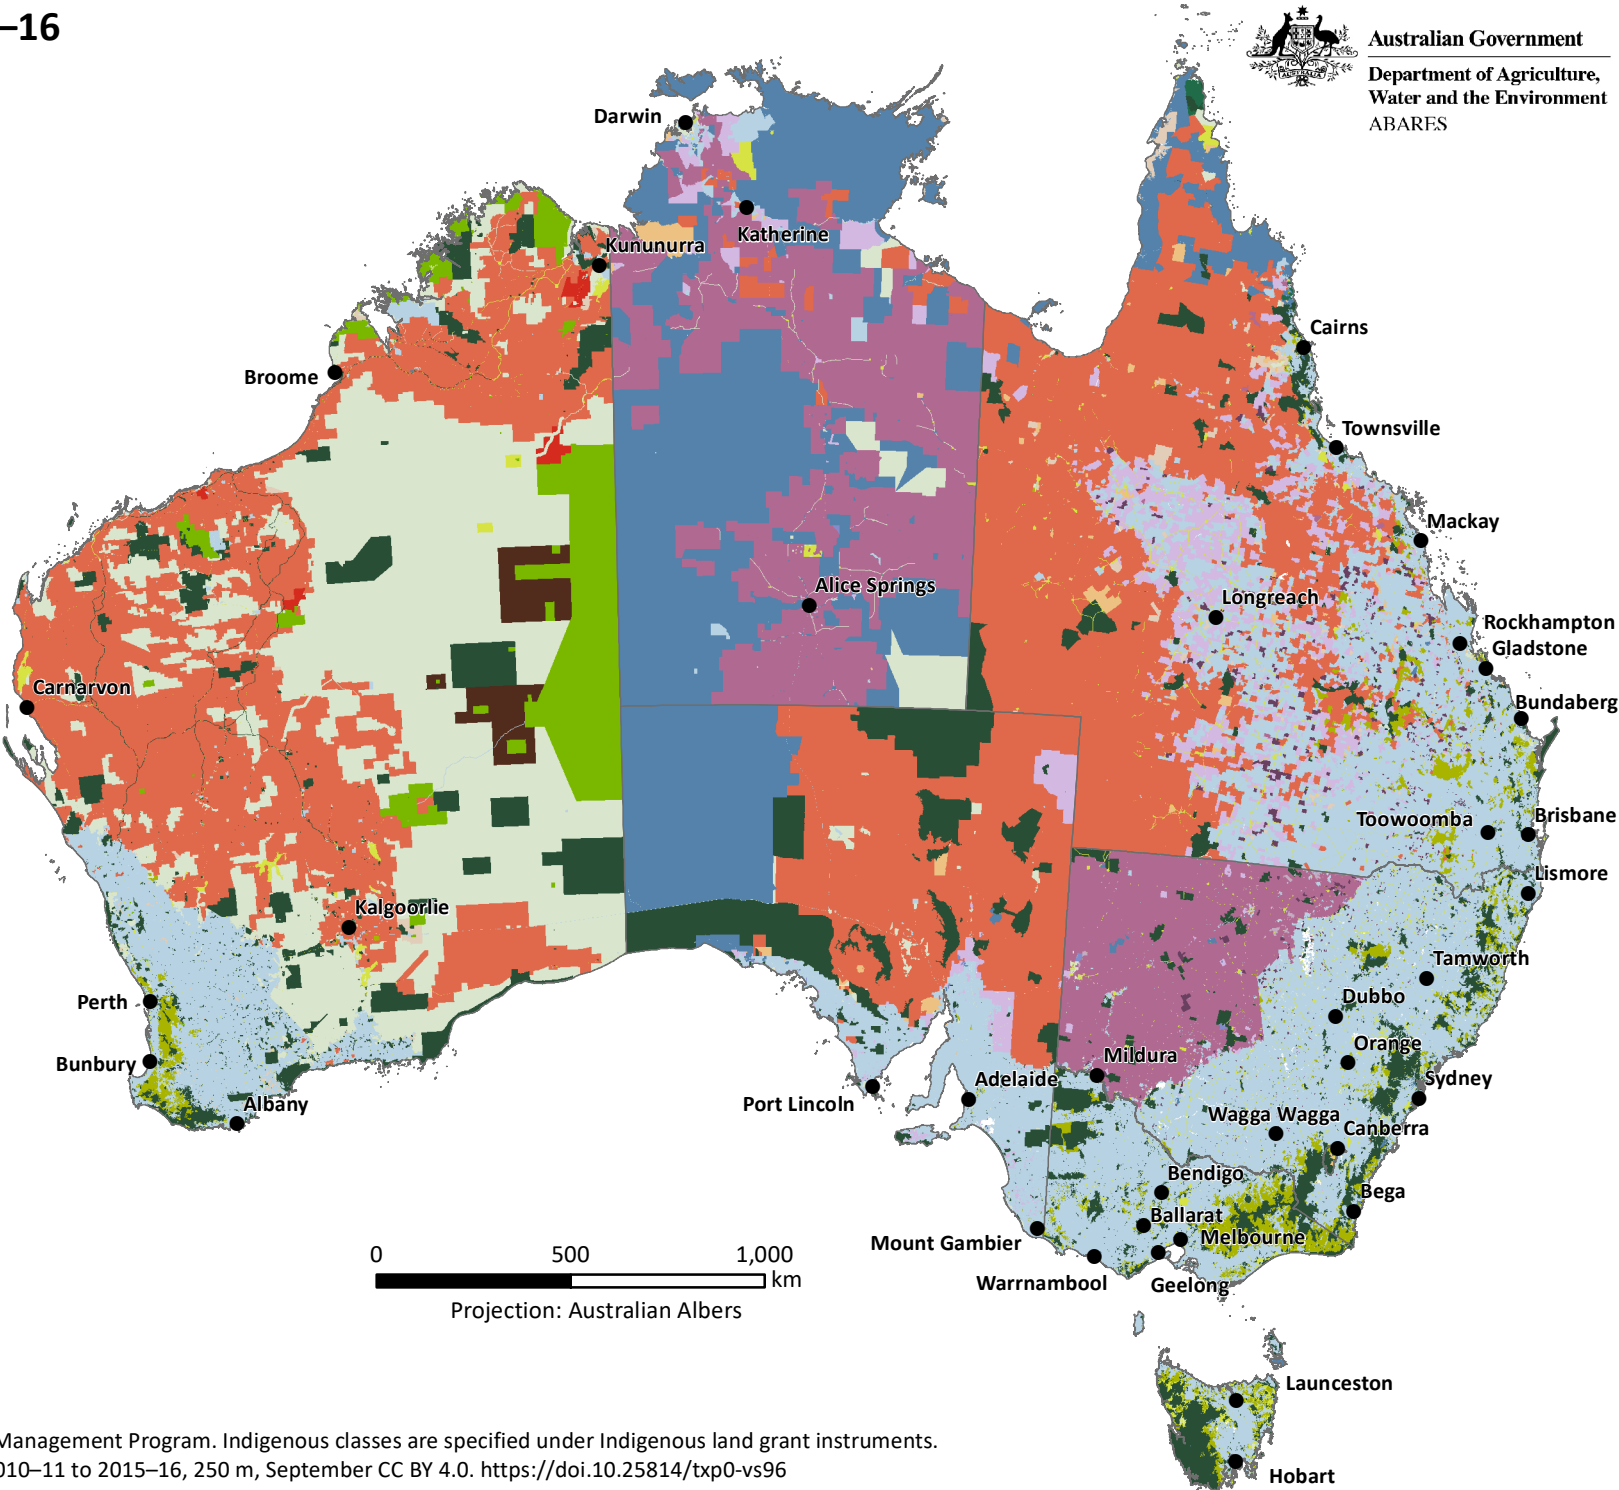 –16
Australian Government
Department of Agriculture,
Water and the Environment
ABARES
Darwin
Katherine
Kununurra
Cairns
Broome
Townsville
Mackay
Alice Springs
Longreach
Rockhampton
Gladstone
Carnarvon
Bundaberg
Toowoomba
Brisbane
Lismore
Kalgoorlie
Tamworth
Perth
Dubbo
Orange
Bunbury
Mildura
Sydney
Adelaide
Albany
Port Lincoln
Wagga Wagga
Canberra
Bendigo
Bega
Ballarat
Mount Gambier
Melbourne
Warrnambool
Geelong
0 500 1,000
km
Projection: Australian Albers
Launceston
Management Program. Indigenous classes are specified under Indigenous land grant instruments.
010–11 to 2015–16, 250 m, September CC BY 4.0. https://doi.org/10.25814/txp0-vs96
Hobart